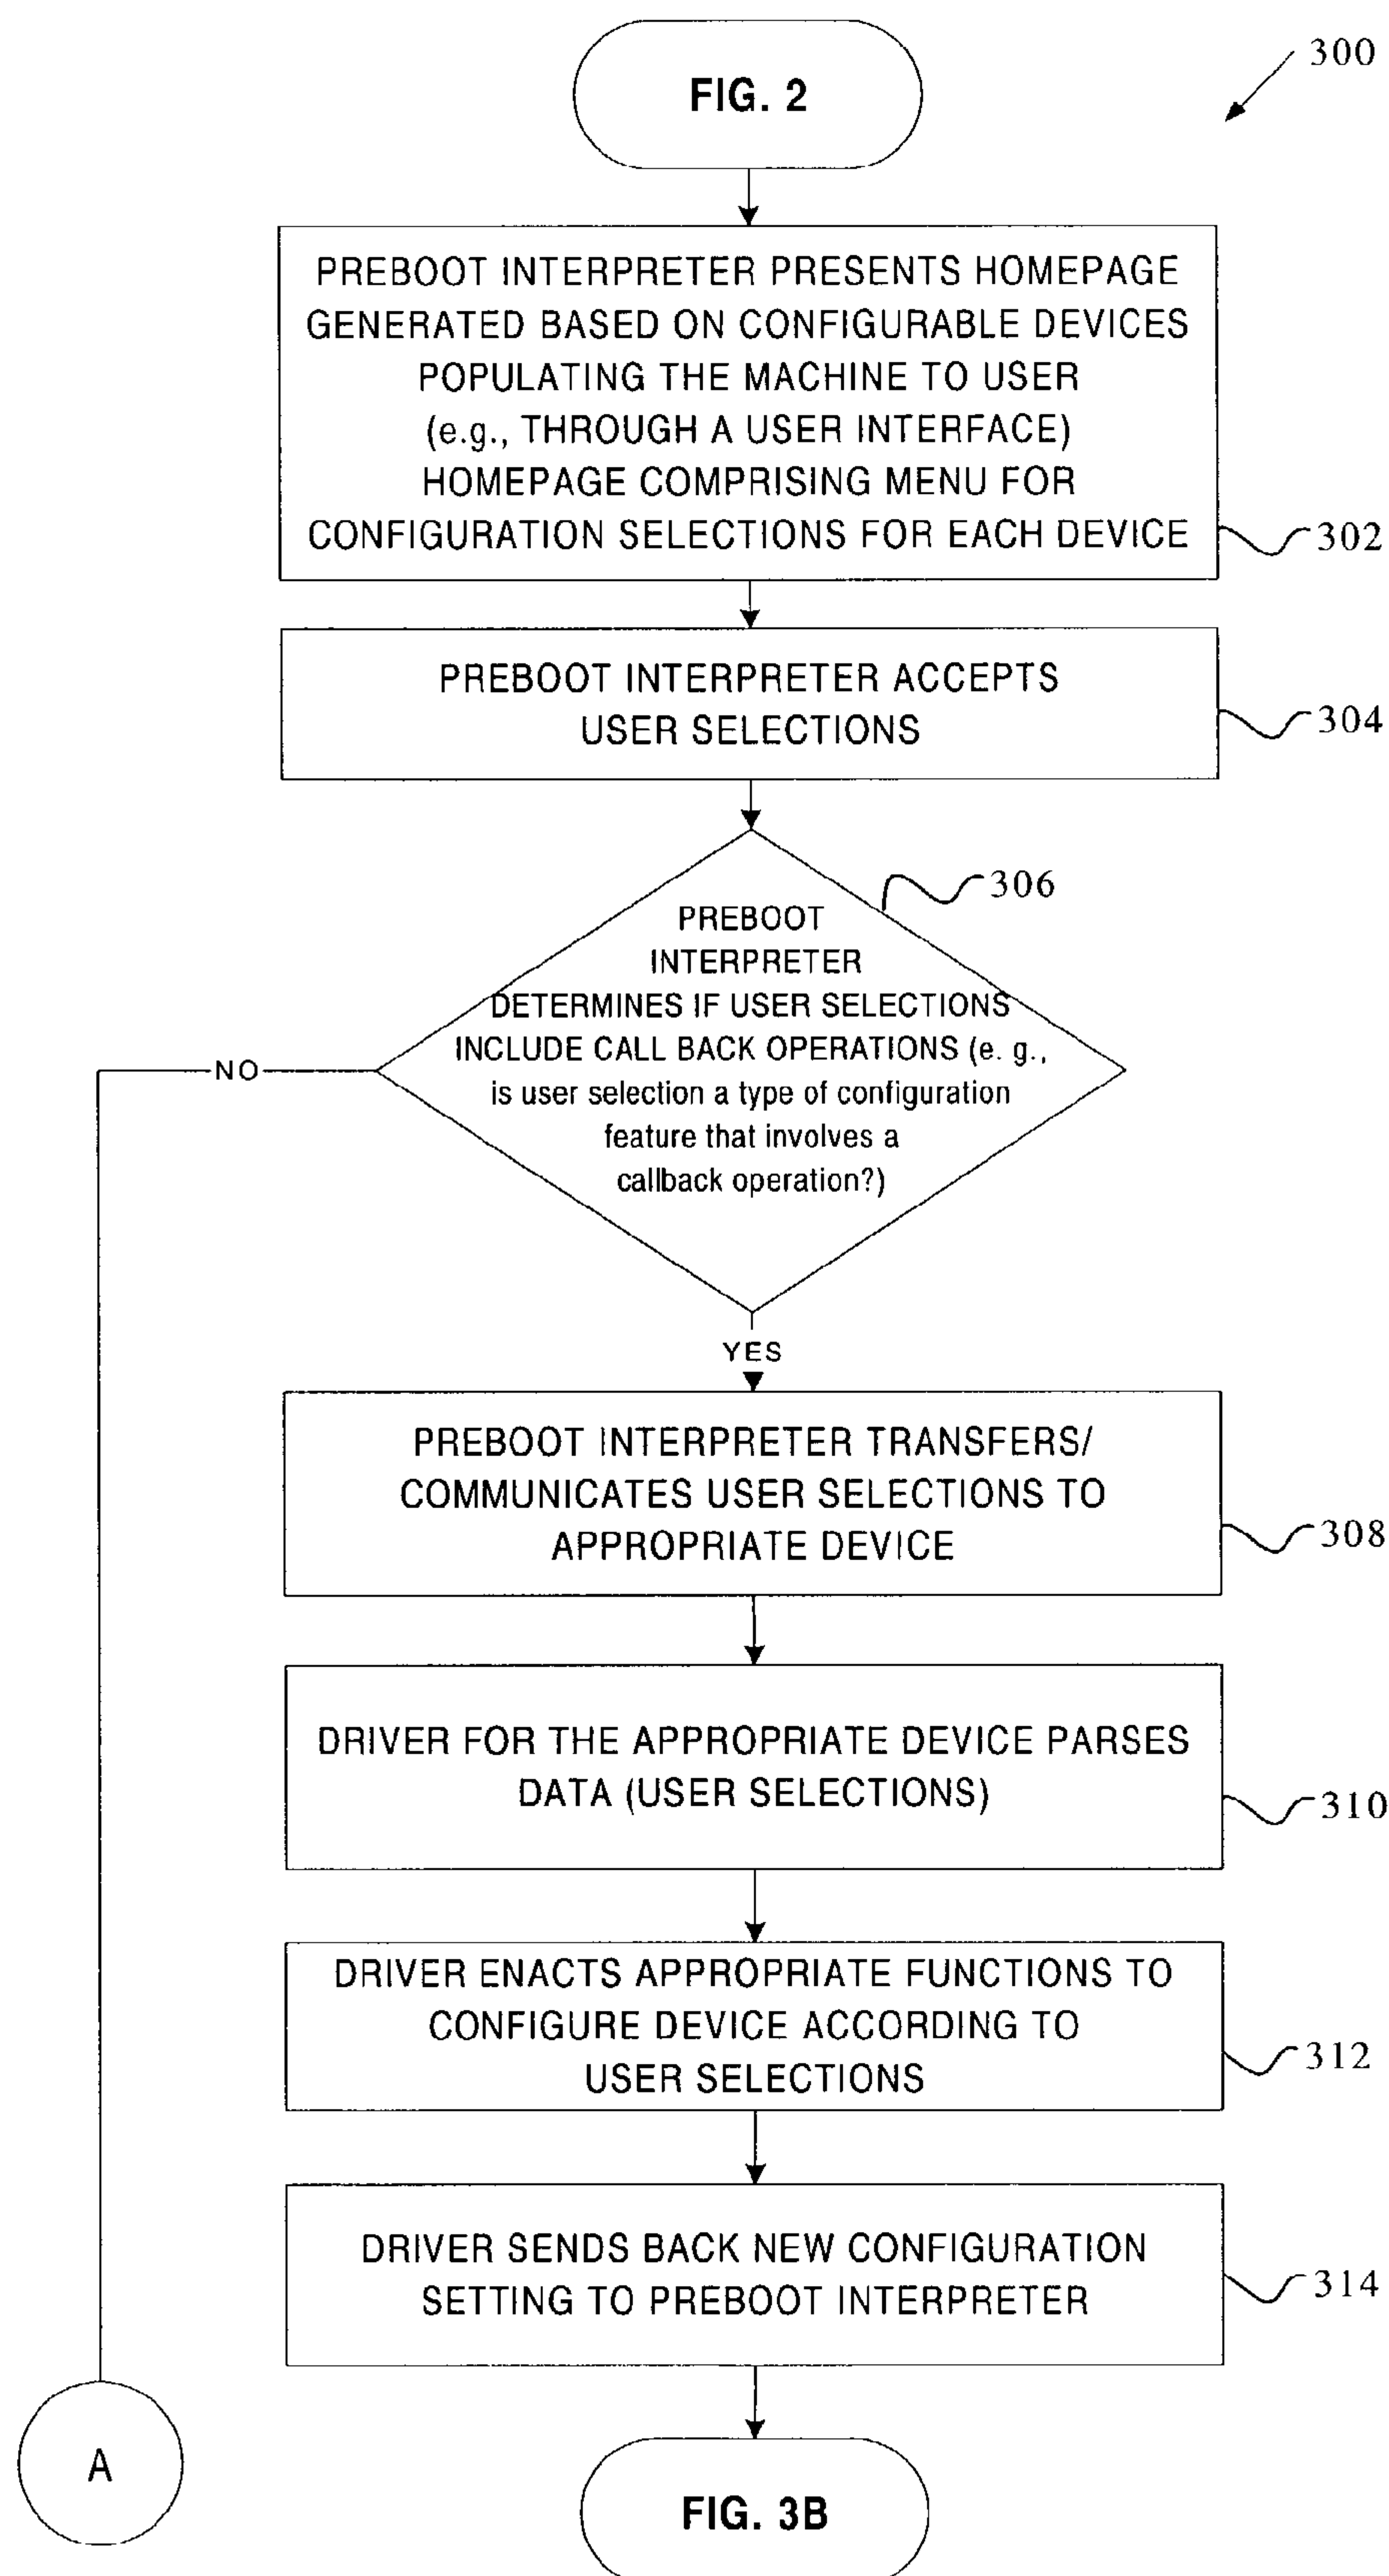 FIG. 2
300
PREBOOT INTERPRETER PRESENTS HOMEPAGE
GENERATED BASED ON CONFIGURABLE DEVICES
POPULATING THE MACHINE TO USER
(e.g., THROUGH A USER INTERFACE)
HOMEPAGE COMPRISING MENU FOR
CONFIGURATION SELECTIONS FOR EACH DEVICE
302
PREBOOT INTERPRETER ACCEPTS
USER SELECTIONS
304
306
PREBOOT
INTERPRETER
DETERMINES IF USER SELECTIONS
INCLUDE CALL BACK OPERATIONS (e. g.,
is user selection a type of configuration
feature that involves a
callback operation?)
NO
YES
PREBOOT INTERPRETER TRANSFERS/
COMMUNICATES USER SELECTIONS TO
APPROPRIATE DEVICE
308
DRIVER FOR THE APPROPRIATE DEVICE PARSES
DATA (USER SELECTIONS)
310
DRIVER ENACTS APPROPRIATE FUNCTIONS TO
CONFIGURE DEVICE ACCORDING TO
USER SELECTIONS
312
DRIVER SENDS BACK NEW CONFIGURATION
SETTING TO PREBOOT INTERPRETER
314
A
FIG. 3B